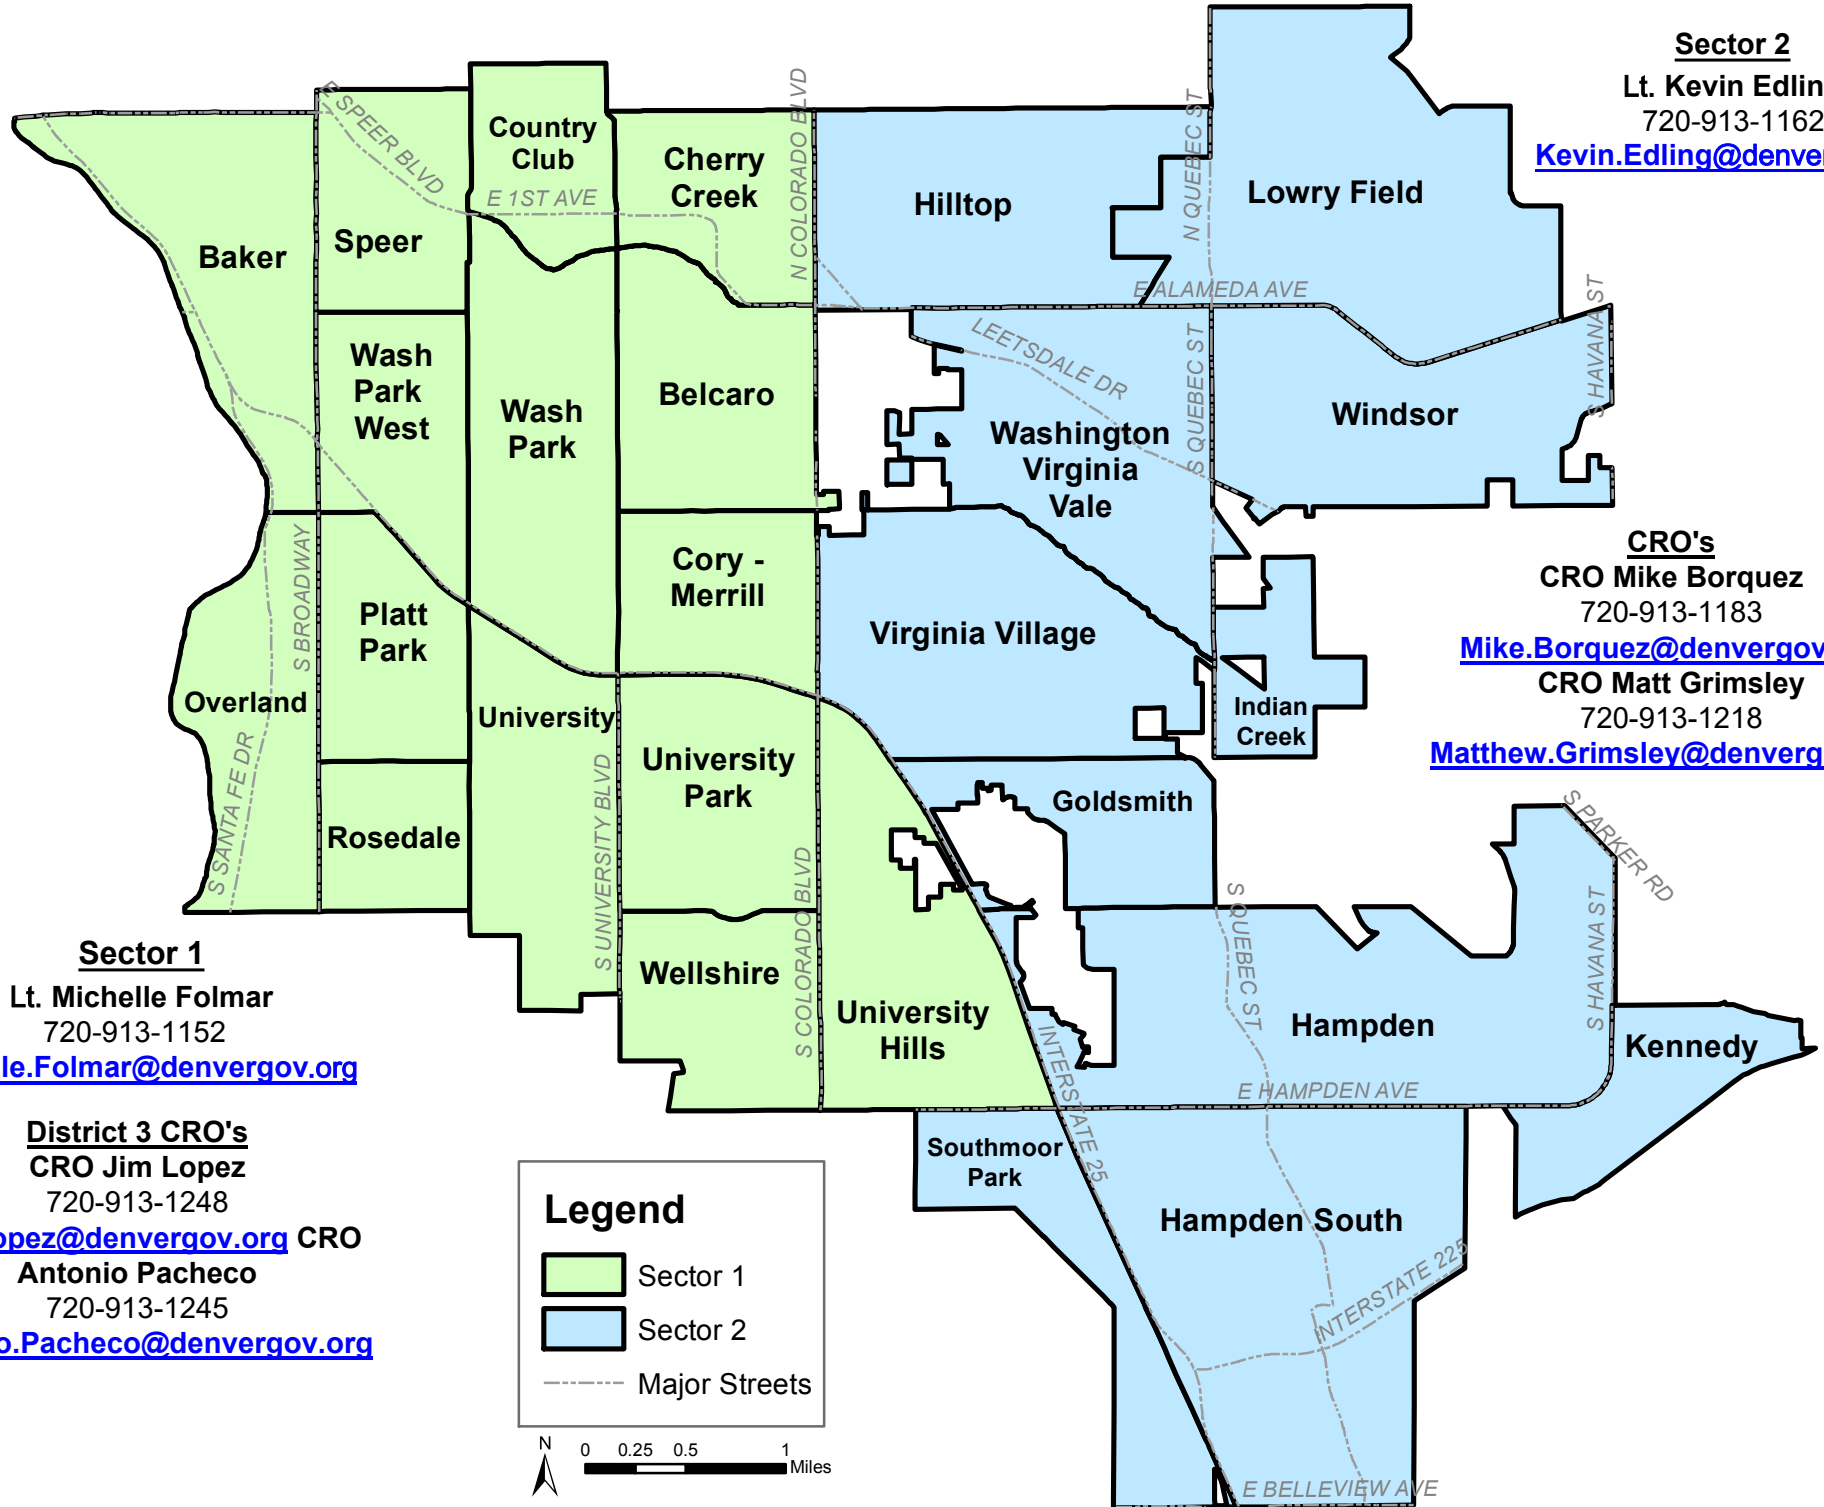 Sector 2
Lt. Kevin Edlin
720-913-1162
Kevin.Edling@denver
Country
Club
Cherry
Creek
Hilltop
Lowry Field
Baker
Speer
E SPEER BLVD
E 1ST AVE
N COLORADO BLVD
N QUEBEC ST
E ALAMEDA AVE
S HAVANA ST
Wash
Park
West
Wash
Park
Belcaro
LEETSDALE DR
S QUEBEC ST
Washington
Virginia
Vale
Windsor
CRO's
CRO Mike Borquez
720-913-1183
Mike.Borquez@denvergov
CRO Matt Grimsley
720-913-1218
Matthew.Grimsley@denverg
Cory -
Merrill
Virginia Village
S BROADWAY
Platt
Park
Overland
University
Indian
Creek
S SANTA FE DR
S UNIVERSITY BLVD
University
Park
Goldsmith
S COLORADO BLVD
Rosedale
S PARKER RD
S QUEBEC ST
S HAVANA ST
Wellshire
University
Hills
Hampden
Kennedy
INTERSTATE 25
E HAMPDEN AVE
Southmoor
Park
Hampden South
INTERSTATE 225
E BELLEVIEW AVE
Sector 1
Lt. Michelle Folmar
720-913-1152
le.Folmar@denvergov.org
District 3 CRO's
CRO Jim Lopez
720-913-1248
opez@denvergov.org CRO
Antonio Pacheco
720-913-1245
o.Pacheco@denvergov.org
Legend
Sector 1
Sector 2
Major Streets
N
0 0.25 0.5 1
Miles